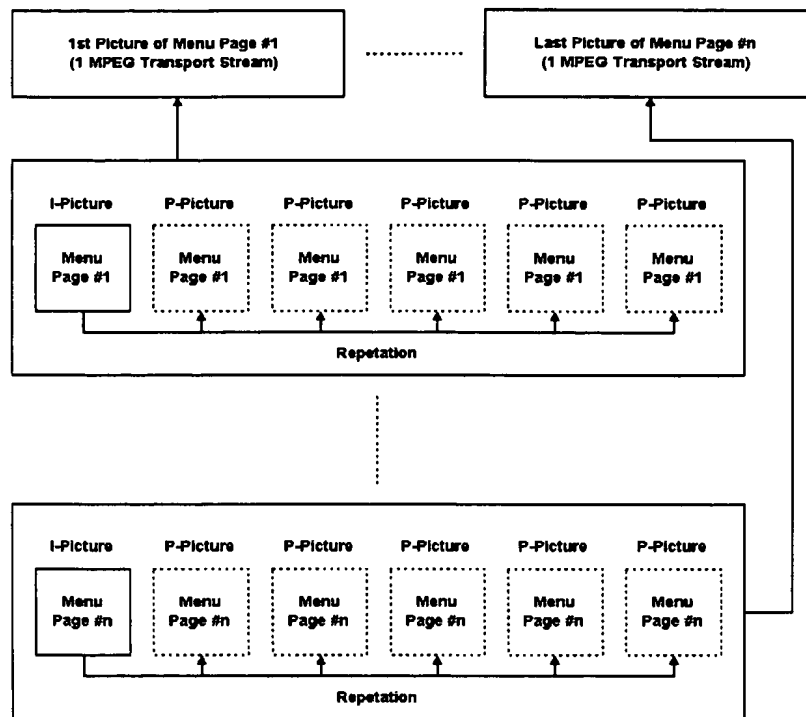 1st Picture of Menu Page #1
(1 MPEG Transport Stream)
Last Picture of Menu Page #n
(1 MPEG Transport Stream)
I-Picture P-Picture P-Picture P-Picture P-Picture P-Picture
Menu Menu Menu Menu Menu Menu
Page #1 Page #1 Page #1 Page #1 Page #1 Page #1
Repetation
I-Picture P-Picture P-Picture P-Picture P-Picture P-Picture
Menu Menu Menu Menu Menu Menu
Page #n Page #n Page #n Page #n Page #n Page #n
Repetation